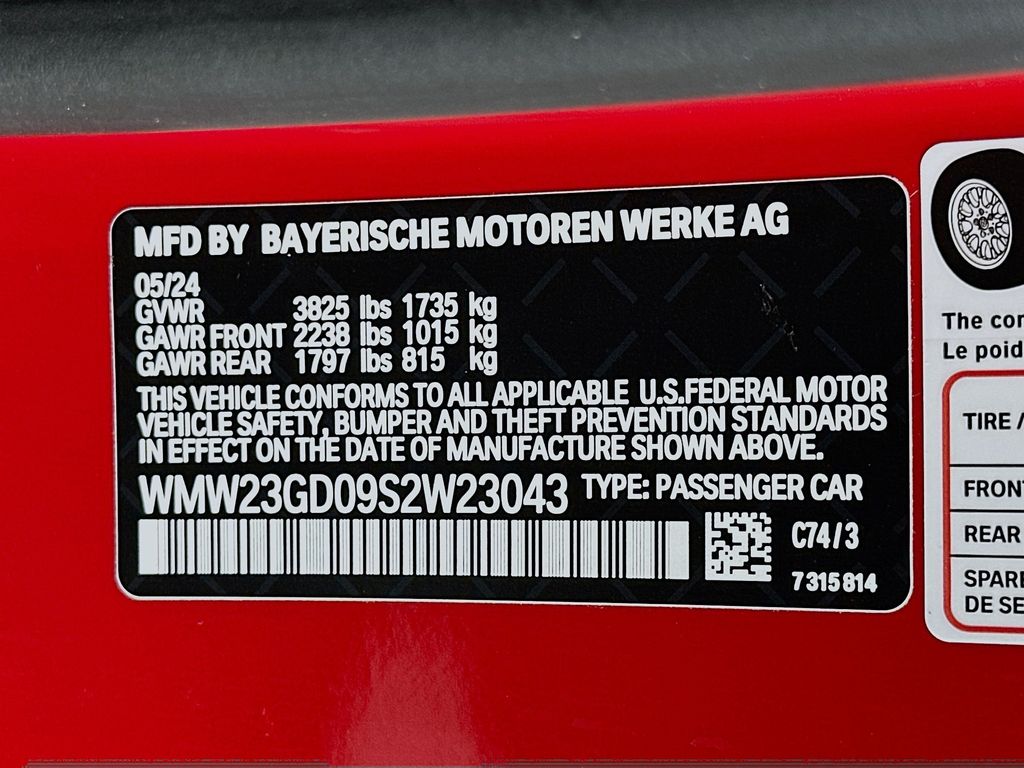 MFD BY BAYERISCHE MOTOREN WERKE AG
05/24
GVWR 3825 lbs 1735 kg
GAWR FRONT 2238 lbs 1015 kg
GAWR REAR 1797 lbs 815 kg
THIS VEHICLE CONFORMS TO ALL APPLICABLE U.S.FEDERAL MOTOR
VEHICLE SAFETY, BUMPER AND THEFT PREVENTION STANDARDS
IN EFFECT ON THE DATE OF MANUFACTURE SHOWN ABOVE.
WMW23GD09S2W23043 TYPE: PASSENGER CAR
C74/3
7315814
The com
Le poid
TIRE /
FRONT
REAR
SPARE
DE SE